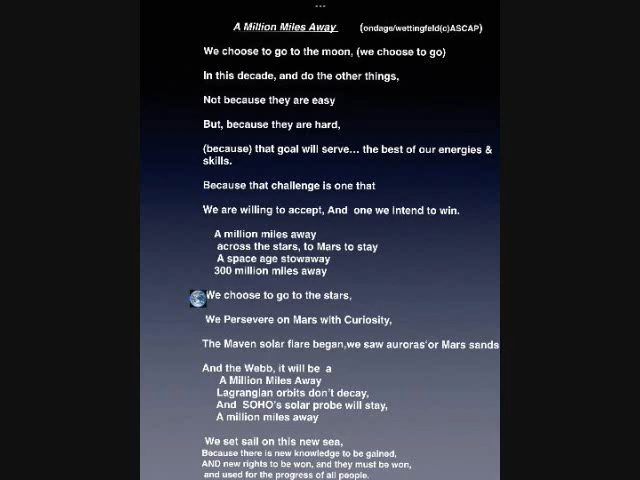 A Million Miles Away (ondage/wettingfeld(c)ASCAP)
We choose to go to the moon, (we choose to go)
In this decade, and do the other things,
Not because they are easy
But, because they are hard,
(because) that goal will serve... the best of our energies &
skills.
Because that challenge is one that
We are willing to accept, And one we intend to win.
A million miles away
across the stars, to Mars to stay
A space age stowaway
300 million miles away
We choose to go to the stars,
We Persevere on Mars with Curiosity,
The Maven solar flare began,we saw auroras'or Mars sands
And the Webb, it will be a
A Million Miles Away
Lagrangian orbits don't decay,
And SOHO's solar probe will stay,
A million miles away
We set sail on this new sea,
Because there is new knowledge to be gained,
AND new rights to be won, and they must be won,
and used for the progress of all people.